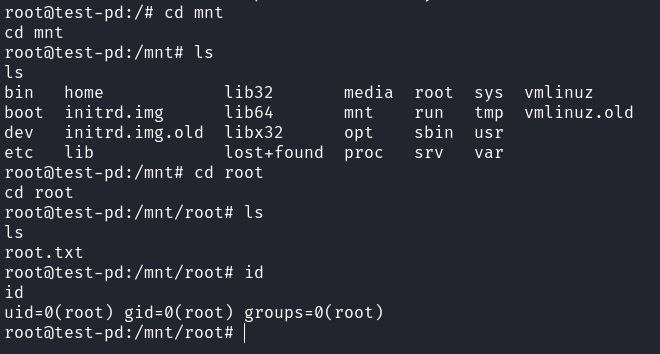 root@test-pd:/# cd mnt
cd mnt
root@test-pd:/mnt# ls
ls
bin   home            lib32       media  root  sys  vmlinuz
boot  initrd.img      lib64       mnt    run   tmp  vmlinuz.old
dev   initrd.img.old  libx32      opt    sbin  usr
etc   lib             lost+found  proc   srv   var
root@test-pd:/mnt# cd root
cd root
root@test-pd:/mnt/root# ls
ls
root.txt
root@test-pd:/mnt/root# id
id
uid=0(root) gid=0(root) groups=0(root)
root@test-pd:/mnt/root#